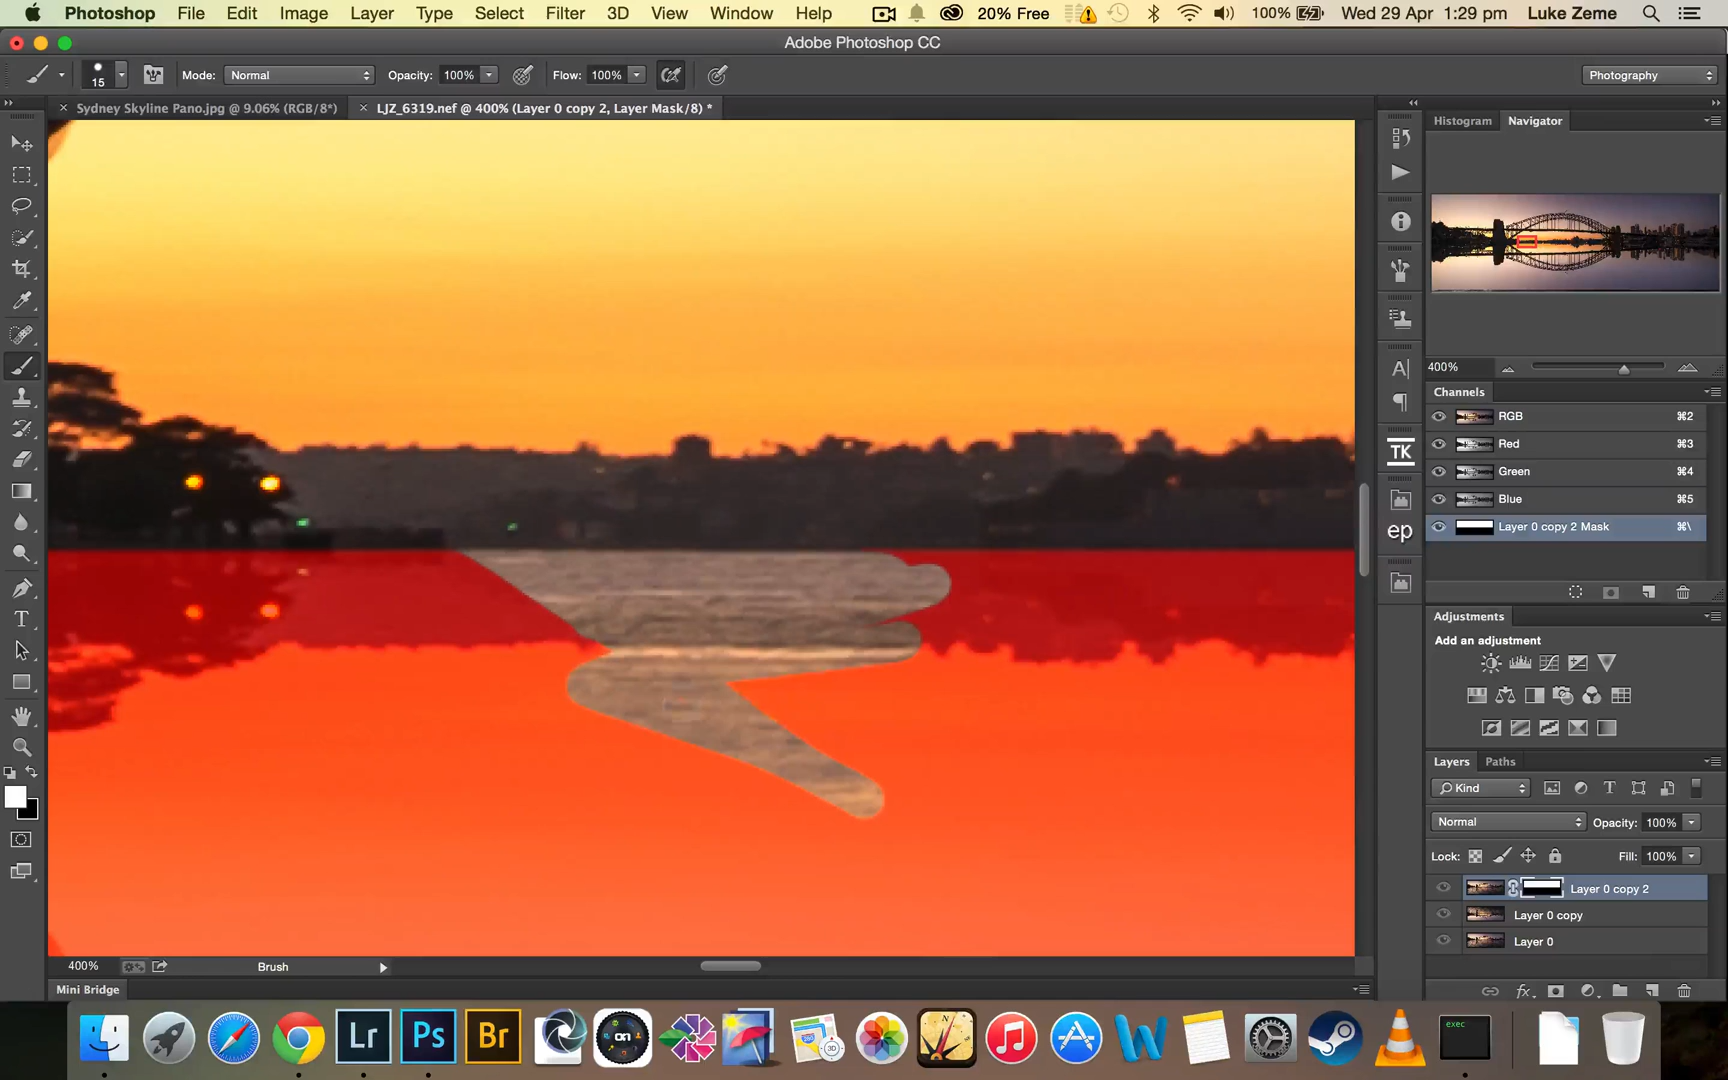 Photoshop File Edit Image Layer Type Select Filter 3D View Window Help 20% Free 100% Wed 29 Apr 1:29 pm Luke Zeme
Adobe Photoshop CC
15 Mode: Normal Opacity: 100% Flow: 100% Photography
Sydney Skyline Pano.jpg @ 9.06% (RGB/8*) LJZ_6319.nef @ 400% (Layer 0 copy 2, Layer Mask/8) *
Histogram Navigator
400%
Channels
RGB ⌘2
Red ⌘3
Green ⌘4
Blue ⌘5
Layer 0 copy 2 Mask ⌘\
A|
TK
ep
Adjustments
Add an adjustment
Layers Paths
Kind T
Normal Opacity: 100%
Lock: Fill: 100%
Layer 0 copy 2
Layer 0 copy
Layer 0
fx
T
400% Brush
Mini Bridge
Lr Ps Br on W exec